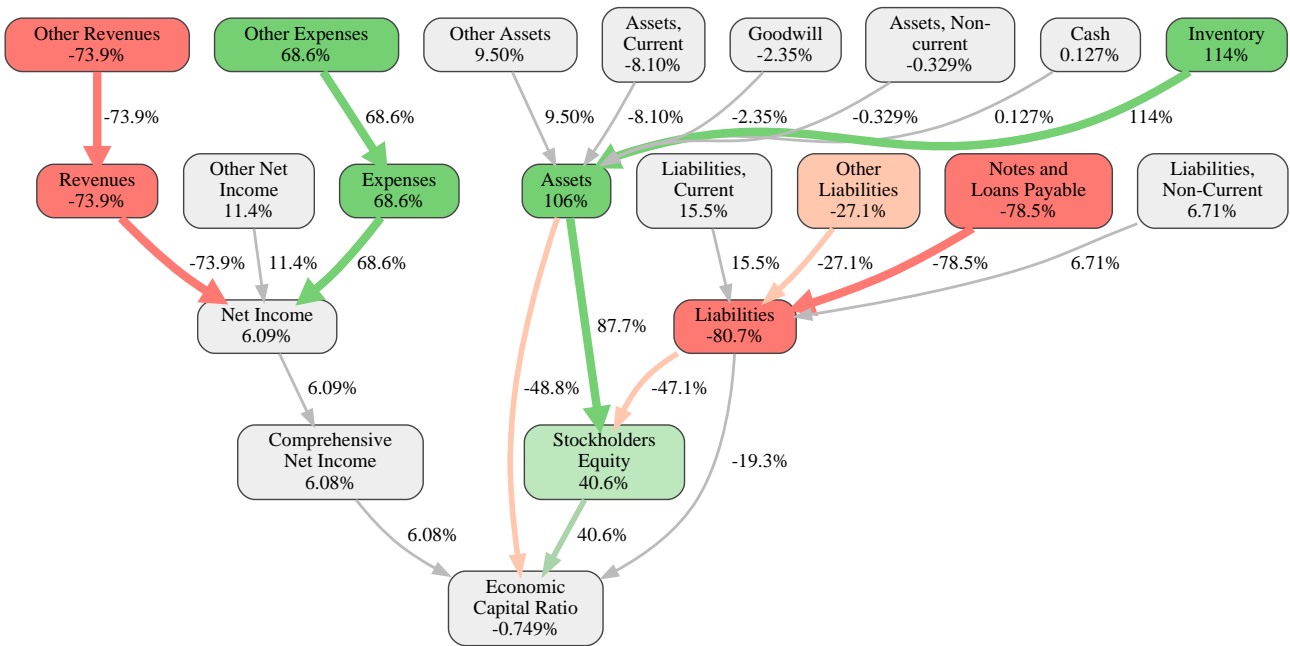 Other Revenues
-73.9%
Other Expenses
68.6%
Other Assets
9.50%
Assets,
Current
-8.10%
Goodwill
-2.35%
Assets, Non-
current
-0.329%
Cash
0.127%
Inventory
114%
-73.9%
68.6%
9.50%
-8.10%
-2.35%
-0.329%
0.127%
114%
Revenues
-73.9%
Other Net
Income
11.4%
Expenses
68.6%
Assets
106%
Liabilities,
Current
15.5%
Other
Liabilities
-27.1%
Notes and
Loans Payable
-78.5%
Liabilities,
Non-Current
6.71%
-73.9%
11.4%
68.6%
15.5%
-27.1%
-78.5%
6.71%
Net Income
6.09%
87.7%
Liabilities
-80.7%
6.09%
-48.8%
-47.1%
Comprehensive
Net Income
6.08%
Stockholders
Equity
40.6%
-19.3%
6.08%
40.6%
Economic
Capital Ratio
-0.749%